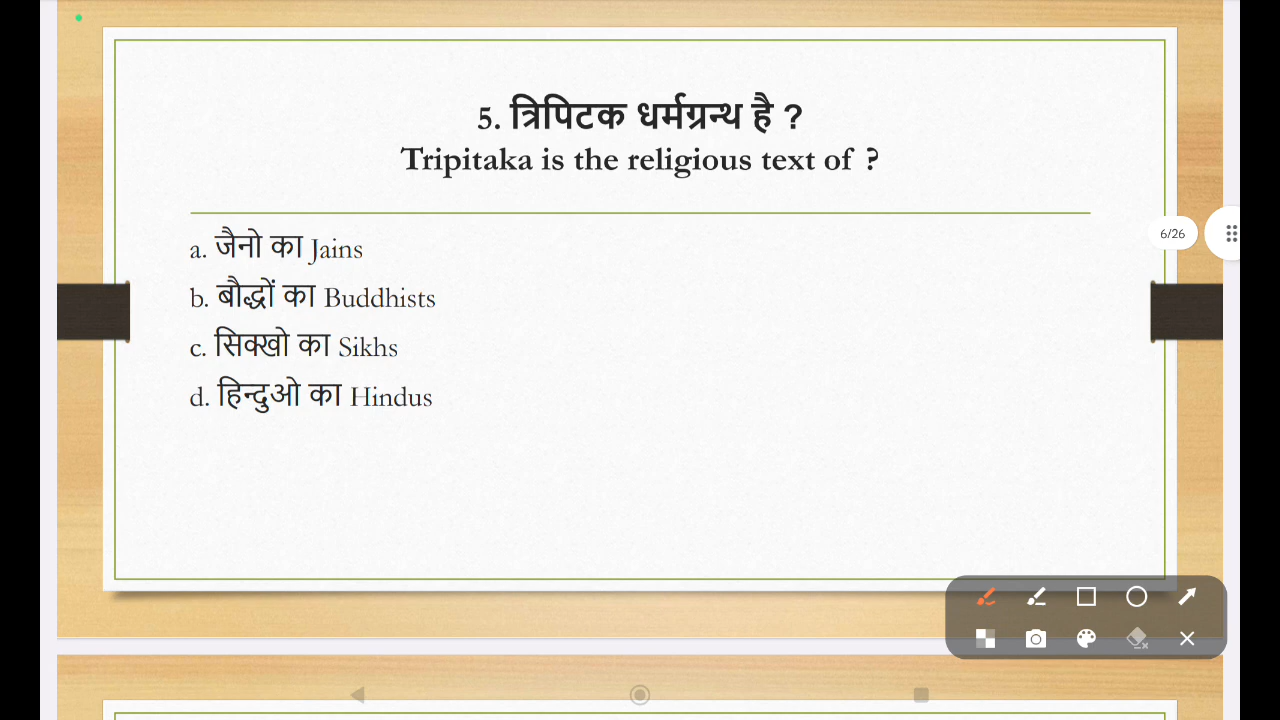 5. त्रिपिटक धर्मग्रन्थ है ?
Tripitaka is the religious text of ?
a. जैनो का Jains
b. बौद्धों का Buddhists
c. सिक्खो का Sikhs
d. हिन्दुओ का Hindus
6/26